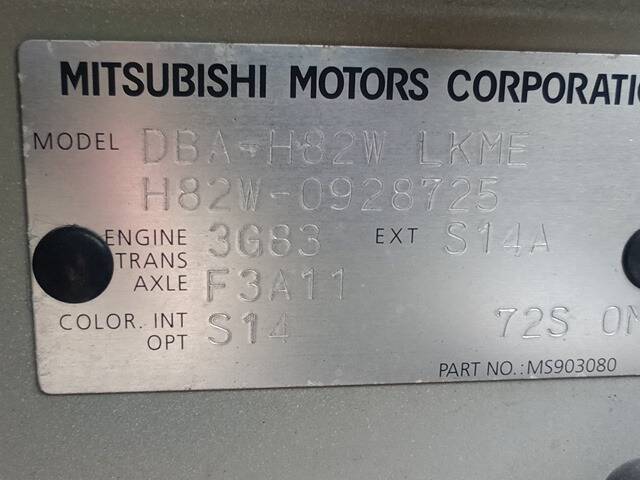 MITSUBISHI MOTORS CORPORATIO
MODEL DBA-H82W LKME
H82W-0928725
ENGINE 3G83 EXT S14A
TRANS
AXLE F3A11
COLOR. INT S14 72S 0M
OPT
PART NO.:MS903080